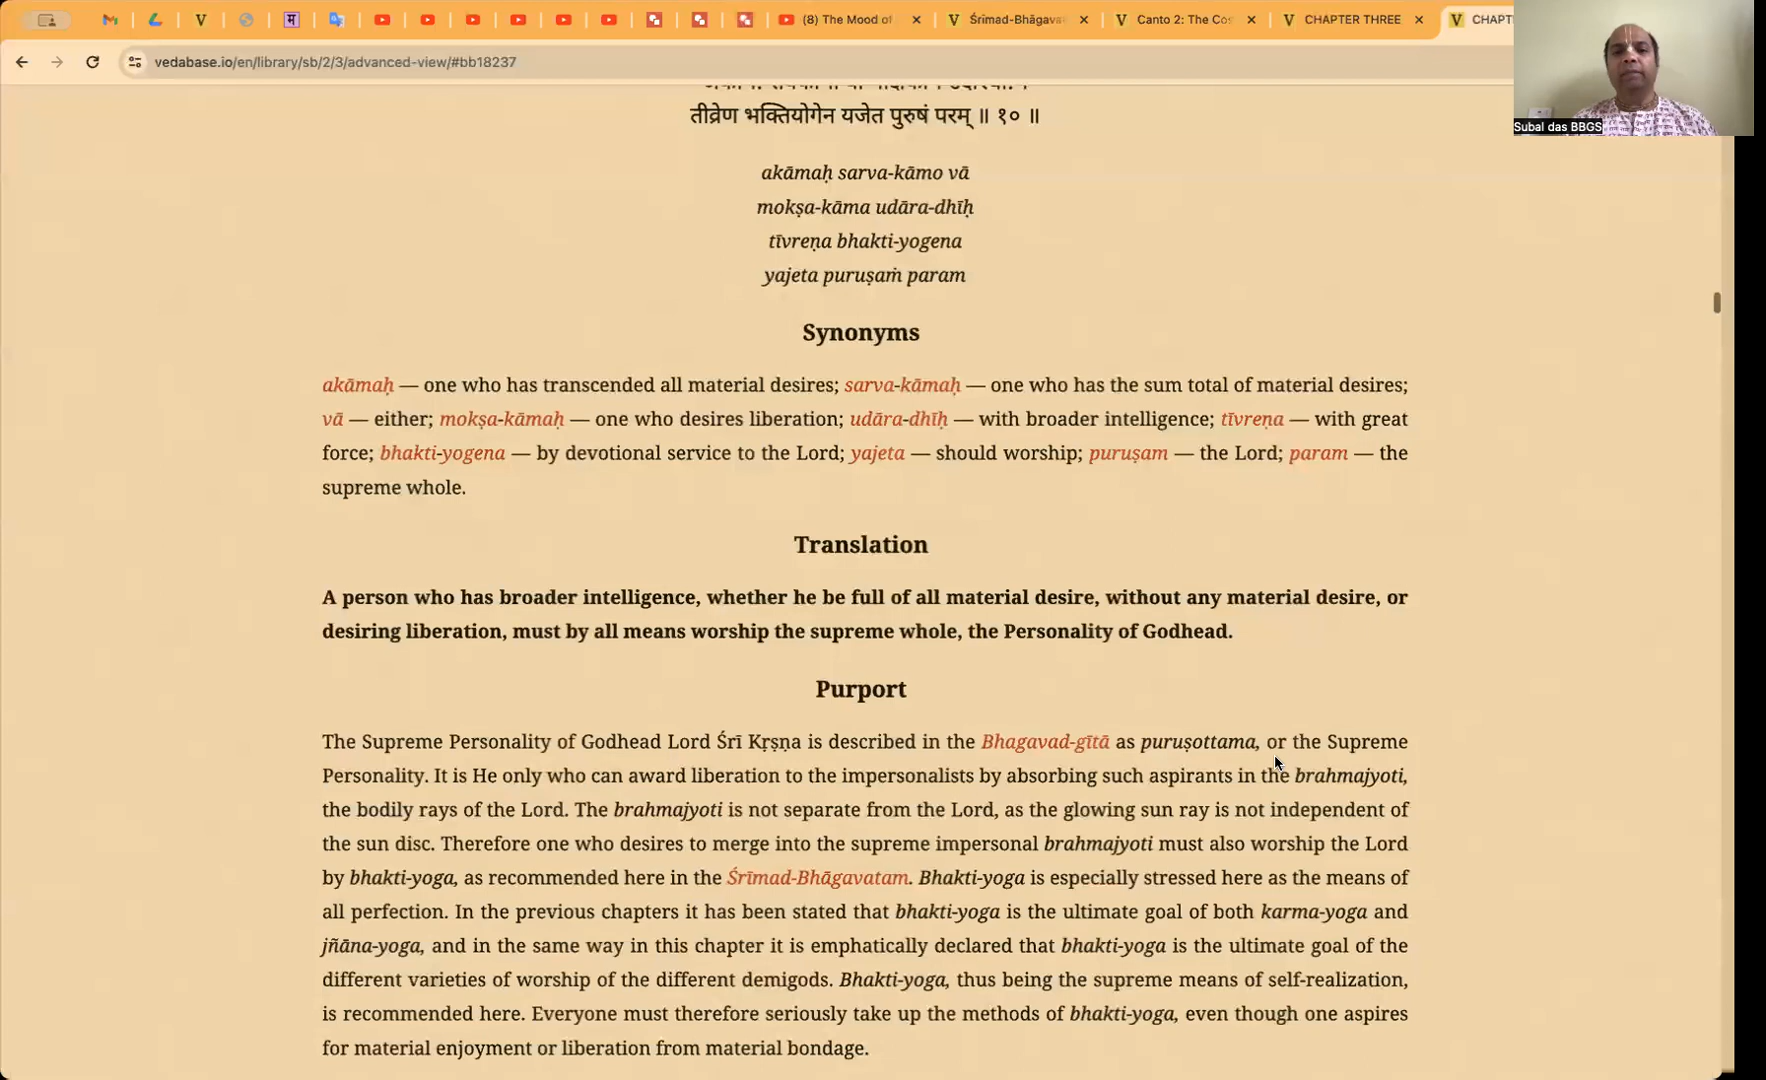 (8) The Mood of
Śrīmad-Bhāgava
Canto 2: The Co
CHAPTER THREE
CHAPT
vedabase.io/en/library/sb/2/3/advanced-view/#bb18237
Subal das BBGS
तीव्रेण भक्तियोगेन यजेत पुरुषं परम् ॥ १० ॥
akāmaḥ sarva-kāmo vā
mokṣa-kāma udāra-dhīḥ
tīvreṇa bhakti-yogena
yajeta puruṣaṁ param
Synonyms
akāmaḥ — one who has transcended all material desires; sarva-kāmaḥ — one who has the sum total of material desires;
vā — either; mokṣa-kāmaḥ — one who desires liberation; udāra-dhīḥ — with broader intelligence; tīvreṇa — with great
force; bhakti-yogena — by devotional service to the Lord; yajeta — should worship; puruṣam — the Lord; param — the
supreme whole.
Translation
A person who has broader intelligence, whether he be full of all material desire, without any material desire, or
desiring liberation, must by all means worship the supreme whole, the Personality of Godhead.
Purport
The Supreme Personality of Godhead Lord Śrī Kṛṣṇa is described in the Bhagavad-gītā as puruṣottama, or the Supreme
Personality. It is He only who can award liberation to the impersonalists by absorbing such aspirants in the brahmajyoti,
the bodily rays of the Lord. The brahmajyoti is not separate from the Lord, as the glowing sun ray is not independent of
the sun disc. Therefore one who desires to merge into the supreme impersonal brahmajyoti must also worship the Lord
by bhakti-yoga, as recommended here in the Śrīmad-Bhāgavatam. Bhakti-yoga is especially stressed here as the means of
all perfection. In the previous chapters it has been stated that bhakti-yoga is the ultimate goal of both karma-yoga and
jñāna-yoga, and in the same way in this chapter it is emphatically declared that bhakti-yoga is the ultimate goal of the
different varieties of worship of the different demigods. Bhakti-yoga, thus being the supreme means of self-realization,
is recommended here. Everyone must therefore seriously take up the methods of bhakti-yoga, even though one aspires
for material enjoyment or liberation from material bondage.